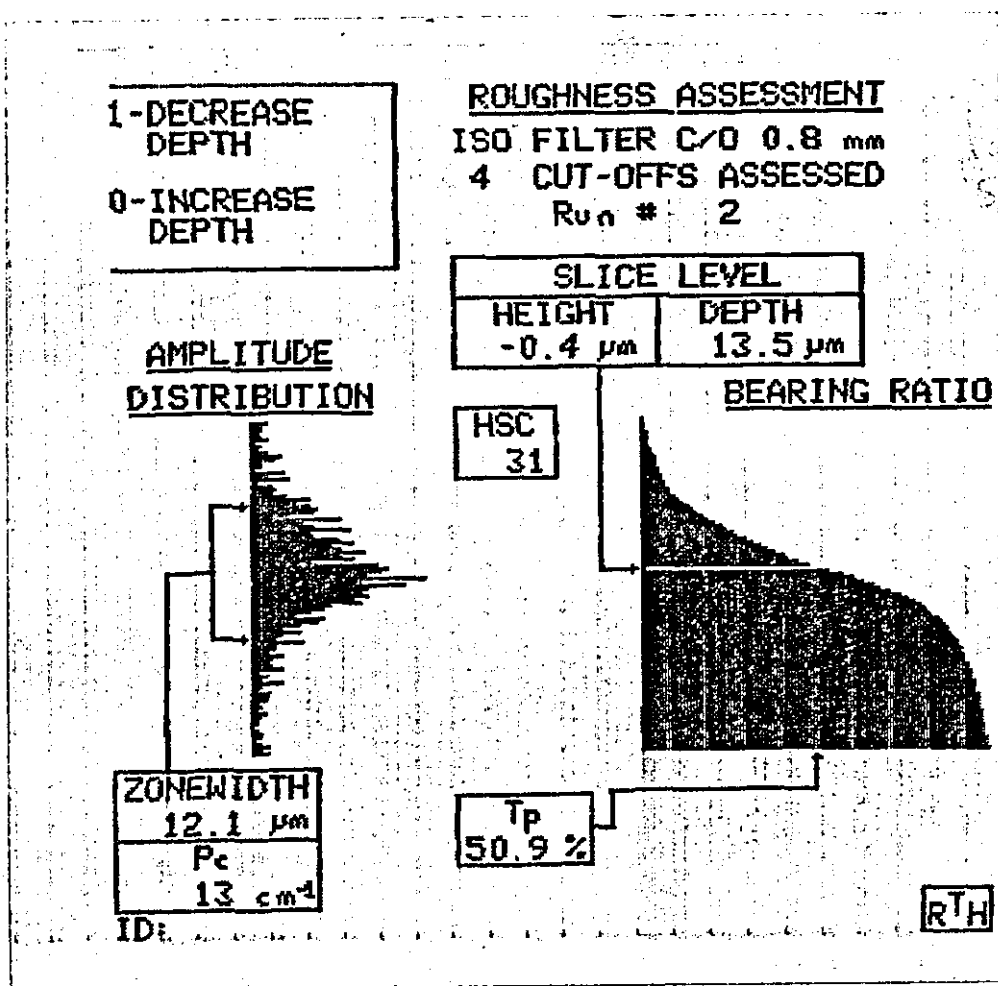 1-DECREASE
DEPTH
0-INCREASE
DEPTH
ROUGHNESS ASSESSMENT
ISO FILTER C/O 0.8 mm
4 CUT-OFFS ASSESSED
Run # 2
SLICE LEVEL
HEIGHT DEPTH
-0.4 µm 13.5 µm
AMPLITUDE
DISTRIBUTION
BEARING RATIO
HSC
31
ZONEWIDTH
12.1 µm
Pc
13 cm⁻¹
Tp
50.9 %
ID:
RTH